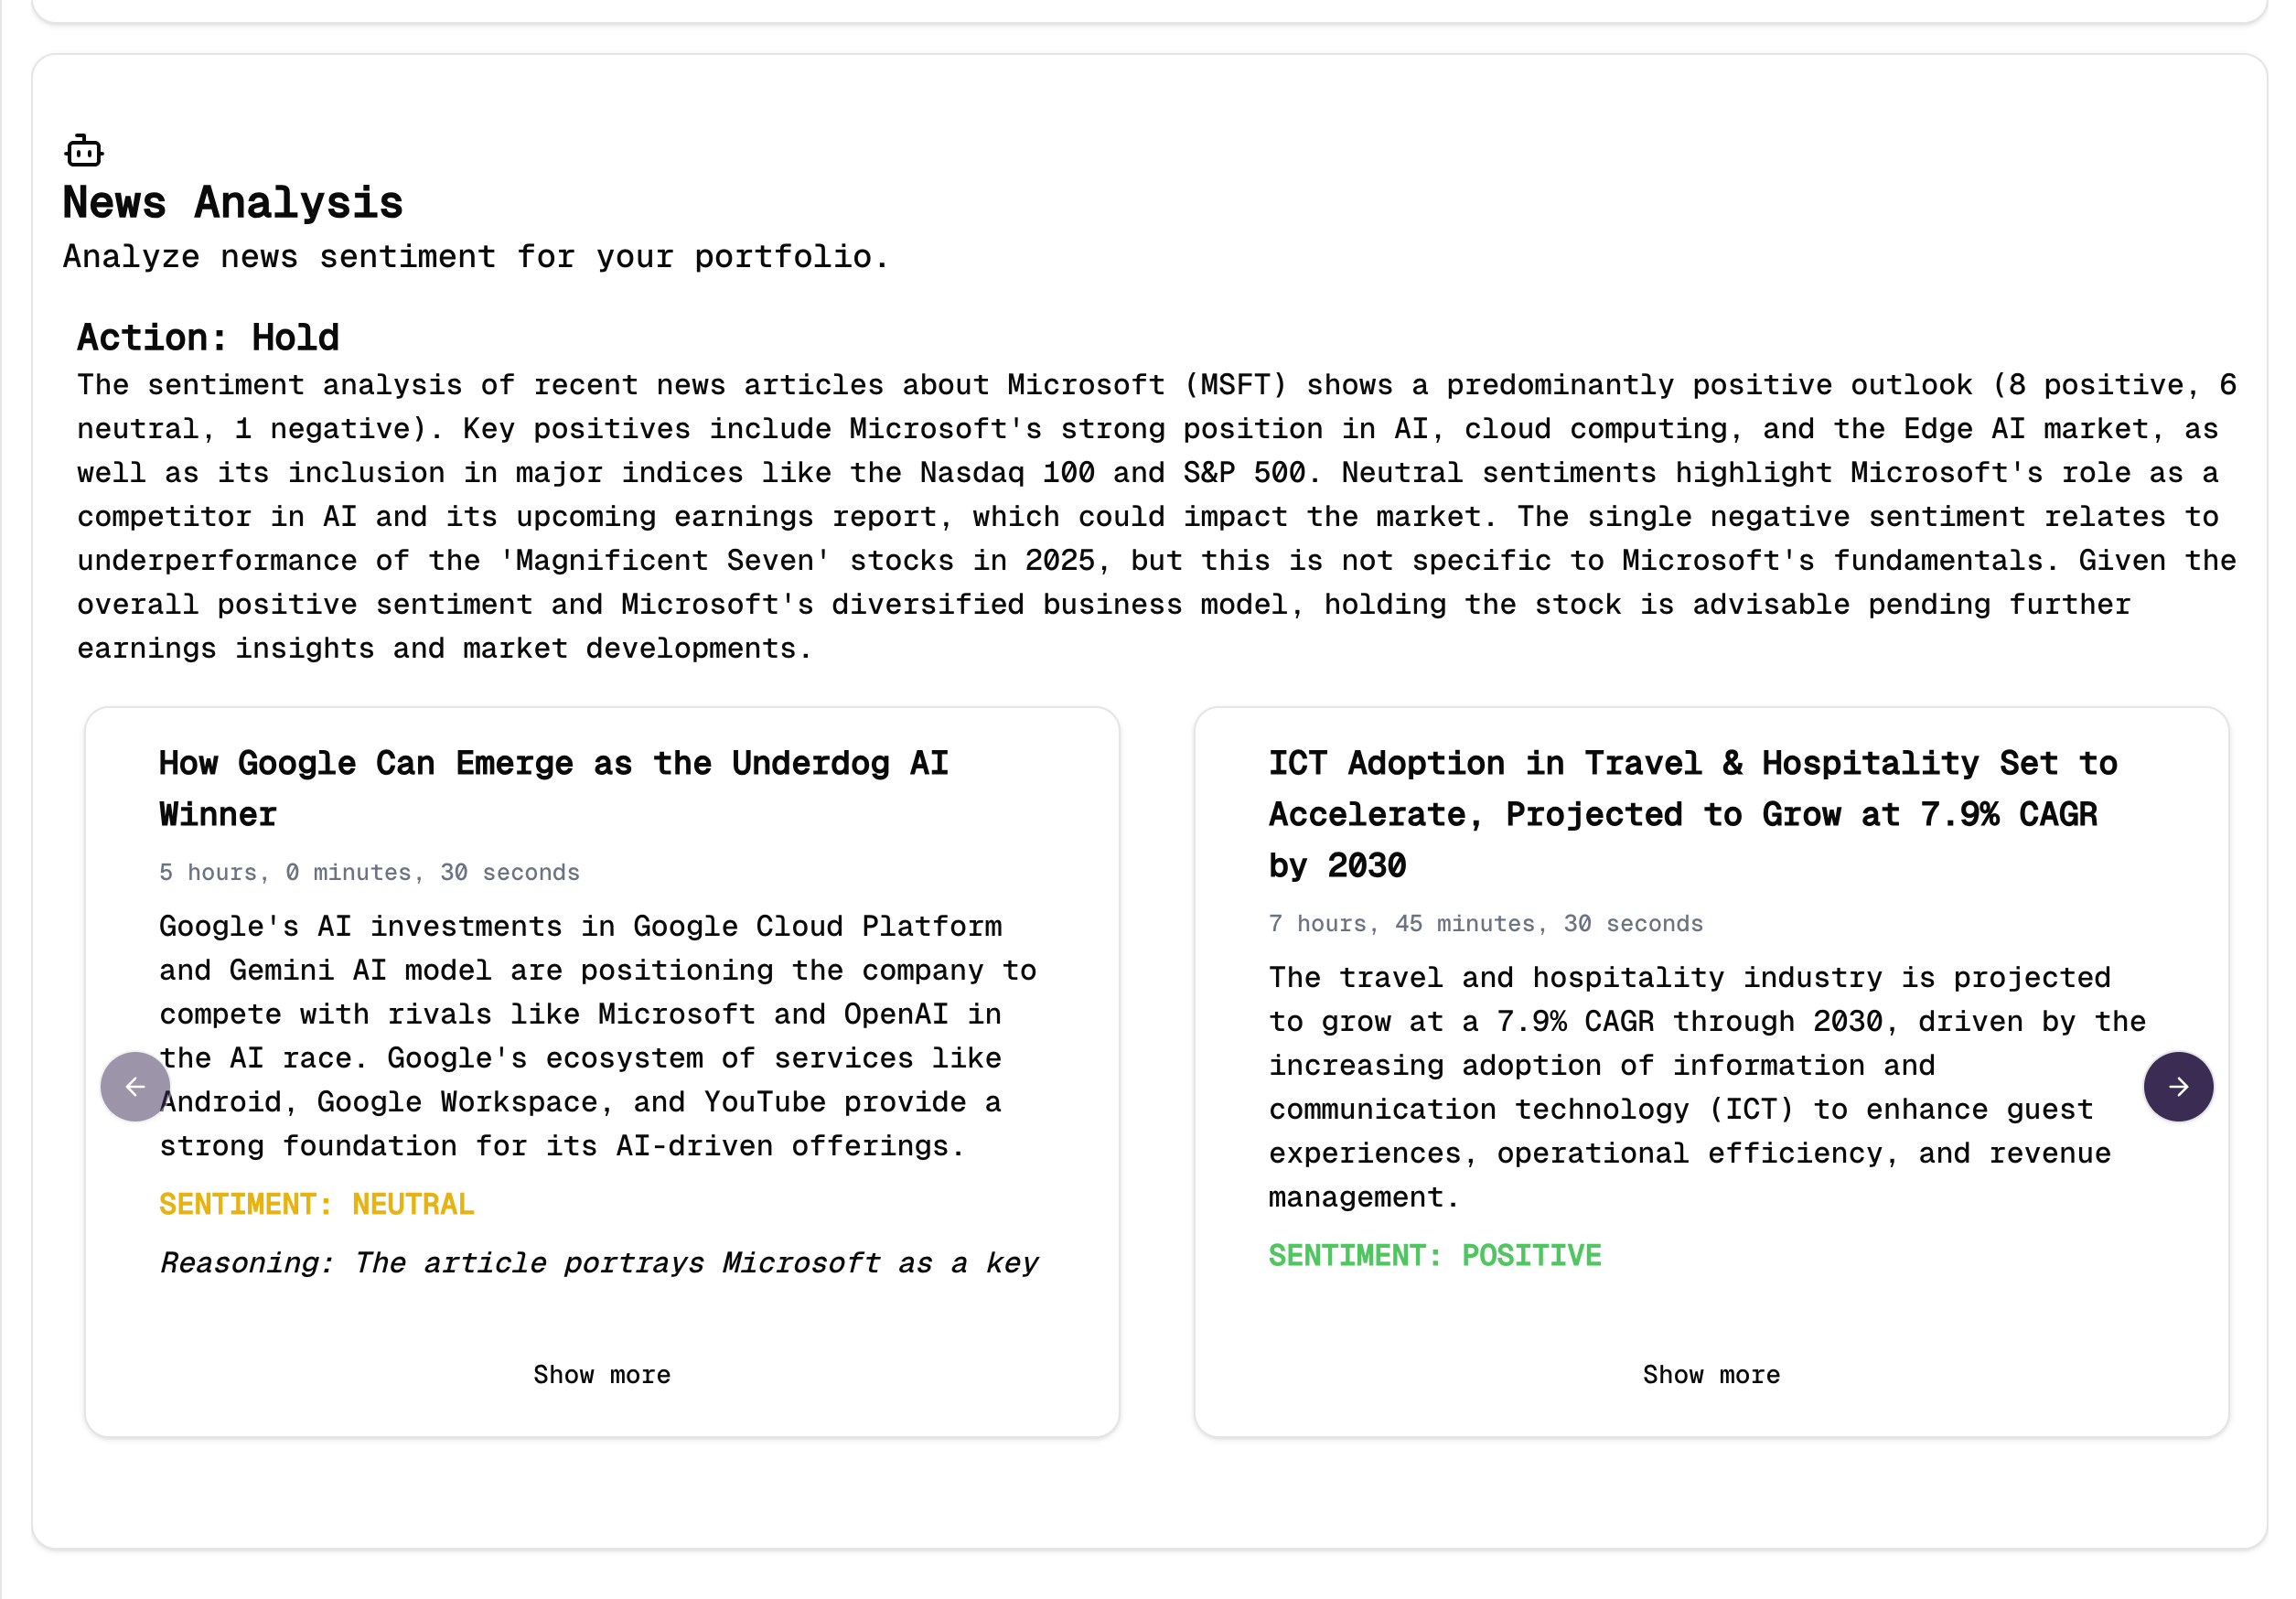 News Analysis
Analyze news sentiment for your portfolio.
Action: Hold
The sentiment analysis of recent news articles about Microsoft (MSFT) shows a predominantly positive outlook (8 positive, 6
neutral, 1 negative). Key positives include Microsoft's strong position in AI, cloud computing, and the Edge AI market, as
well as its inclusion in major indices like the Nasdaq 100 and S&P 500. Neutral sentiments highlight Microsoft's role as a
competitor in AI and its upcoming earnings report, which could impact the market. The single negative sentiment relates to
underperformance of the 'Magnificent Seven' stocks in 2025, but this is not specific to Microsoft's fundamentals. Given the
overall positive sentiment and Microsoft's diversified business model, holding the stock is advisable pending further
earnings insights and market developments.
How Google Can Emerge as the Underdog AI
Winner
5 hours, 0 minutes, 30 seconds
Google's AI investments in Google Cloud Platform
and Gemini AI model are positioning the company to
compete with rivals like Microsoft and OpenAI in
the AI race. Google's ecosystem of services like
Android, Google Workspace, and YouTube provide a
strong foundation for its AI-driven offerings.
SENTIMENT: NEUTRAL
Reasoning: The article portrays Microsoft as a key
Show more
ICT Adoption in Travel & Hospitality Set to
Accelerate, Projected to Grow at 7.9% CAGR
by 2030
7 hours, 45 minutes, 30 seconds
The travel and hospitality industry is projected
to grow at a 7.9% CAGR through 2030, driven by the
increasing adoption of information and
communication technology (ICT) to enhance guest
experiences, operational efficiency, and revenue
management.
SENTIMENT: POSITIVE
Show more